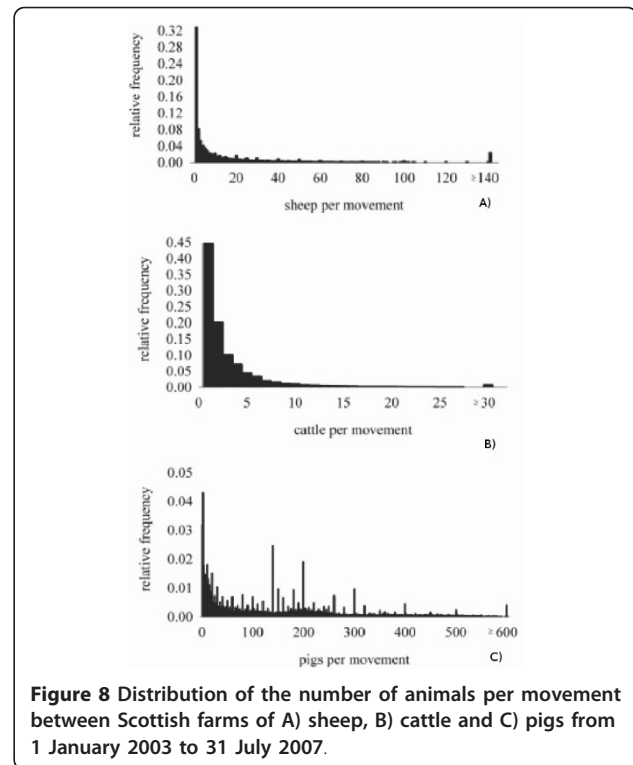 0.32
0.28
0.24
0.20
0.16
0.12
0.08
0.04
0.00
relative frequency
0 20 40 60 80 100 120 ≥140
sheep per movement
A)
0.45
0.40
0.35
0.30
0.25
0.20
0.15
0.10
0.05
0.00
relative frequency
0 5 10 15 20 25 ≥30
cattle per movement
B)
0.05
0.04
0.03
0.02
0.01
0.00
relative frequency
0 100 200 300 400 500 ≥600
pigs per movement
C)
Figure 8 Distribution of the number of animals per movement
between Scottish farms of A) sheep, B) cattle and C) pigs from
1 January 2003 to 31 July 2007.